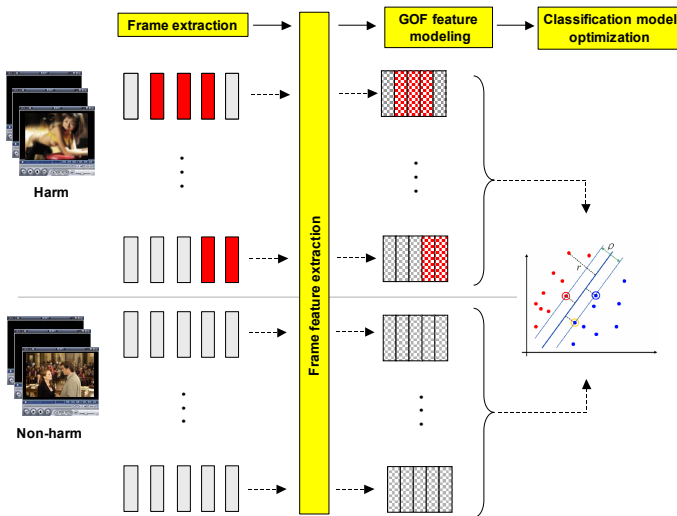 Frame extraction
GOF feature
modeling
Classification model
optimization
Harm
Frame feature extraction
Non-harm
ρ
r